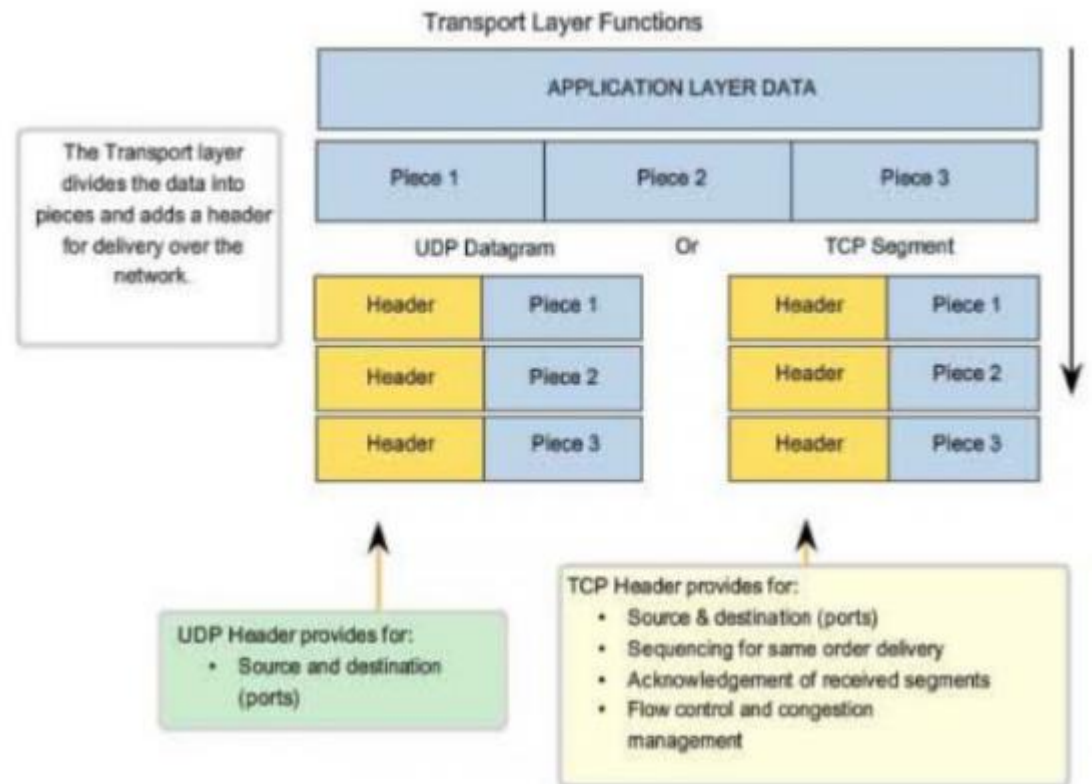 Transport Layer Functions
APPLICATION LAYER DATA
The Transport layer
divides the data into
pieces and adds a header
for delivery over the
network.
Piece 1 Piece 2 Piece 3
UDP Datagram Or TCP Segment
Header Piece 1 Header Piece 1
Header Piece 2 Header Piece 2
Header Piece 3 Header Piece 3
UDP Header provides for:
• Source and destination
(ports)
TCP Header provides for:
• Source & destination (ports)
• Sequencing for same order delivery
• Acknowledgement of received segments
• Flow control and congestion
management